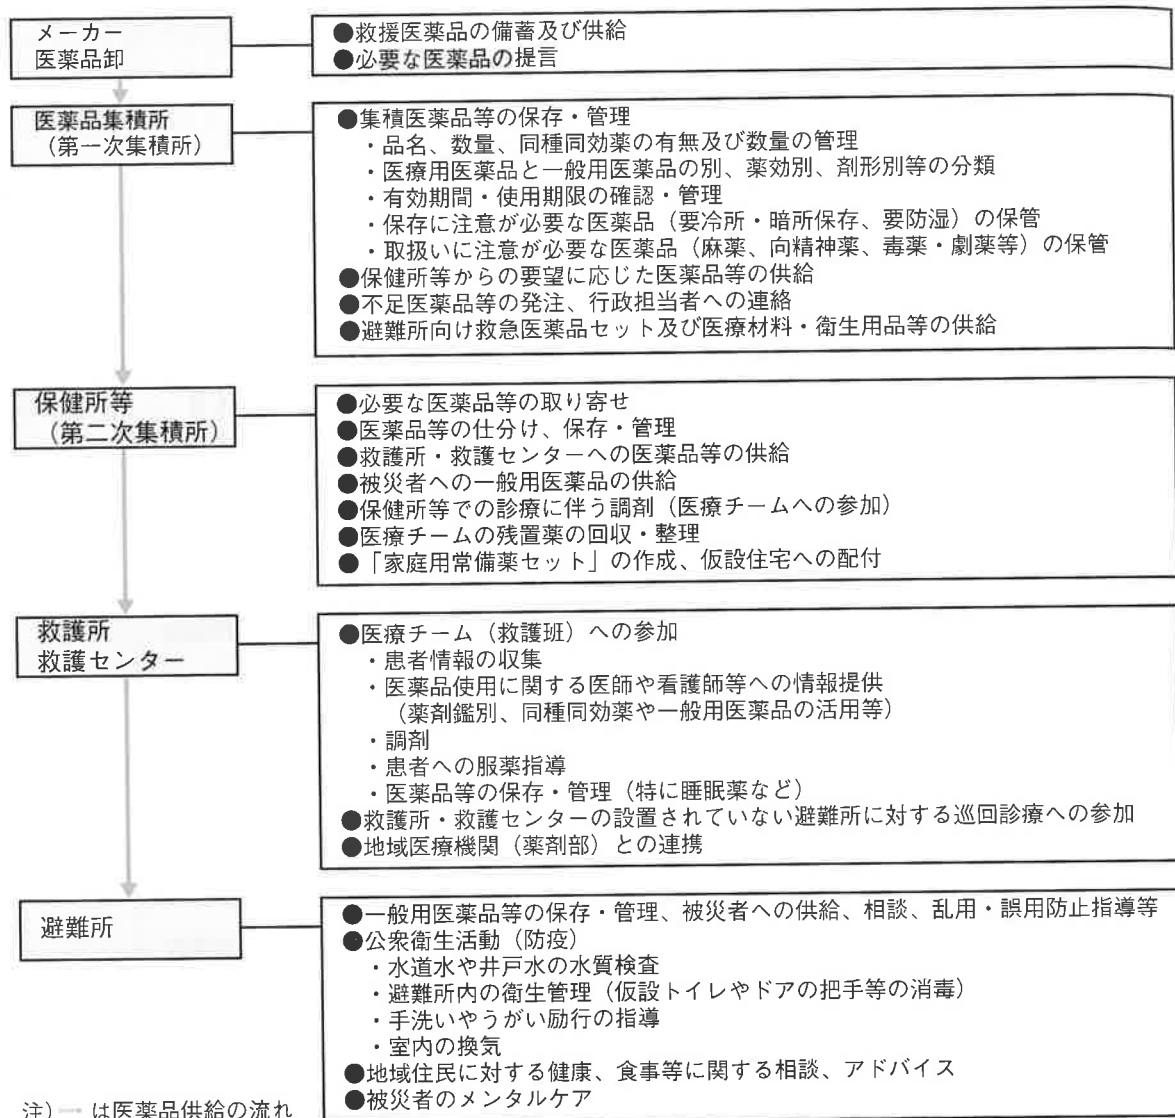 メーカー
医薬品卸
●救援医薬品の備蓄及び供給
●必要な医薬品の提言
医薬品集積所
(第一次集積所)
●集積医薬品等の保存・管理
・品名、数量、同種同効薬の有無及び数量の管理
・医療用医薬品と一般用医薬品の別、薬効別、剤形別等の分類
・有効期間・使用期限の確認・管理
・保存に注意が必要な医薬品(要冷所・暗所保存、要防湿)の保管
・取扱いに注意が必要な医薬品(麻薬、向精神薬、毒薬・劇薬等)の保管
●保健所等からの要望に応じた医薬品等の供給
●不足医薬品等の発注、行政担当者への連絡
●避難所向け救急医薬品セット及び医療材料・衛生用品等の供給
保健所等
(第二次集積所)
●必要な医薬品等の取り寄せ
●医薬品等の仕分け、保存・管理
●救護所・救護センターへの医薬品等の供給
●被災者への一般用医薬品の供給
●保健所等での診療に伴う調剤(医療チームへの参加)
●医療チームの残置薬の回収・整理
●「家庭用常備薬セット」の作成、仮設住宅への配付
救護所
救護センター
●医療チーム(救護班)への参加
・患者情報の収集
・医薬品使用に関する医師や看護師等への情報提供
(薬剤鑑別、同種同効薬や一般用医薬品の活用等)
・調剤
・患者への服薬指導
・医薬品等の保存・管理(特に睡眠薬など)
●救護所・救護センターの設置されていない避難所に対する巡回診療への参加
●地域医療機関(薬剤部)との連携
避難所
●一般用医薬品等の保存・管理、被災者への供給、相談、乱用・誤用防止指導等
●公衆衛生活動(防疫)
・水道水や井戸水の水質検査
・避難所内の衛生管理(仮設トイレやドアの把手等の消毒)
・手洗いやうがい励行の指導
・室内の換気
●地域住民に対する健康、食事等に関する相談、アドバイス
●被災者のメンタルケア
注)→は医薬品供給の流れ